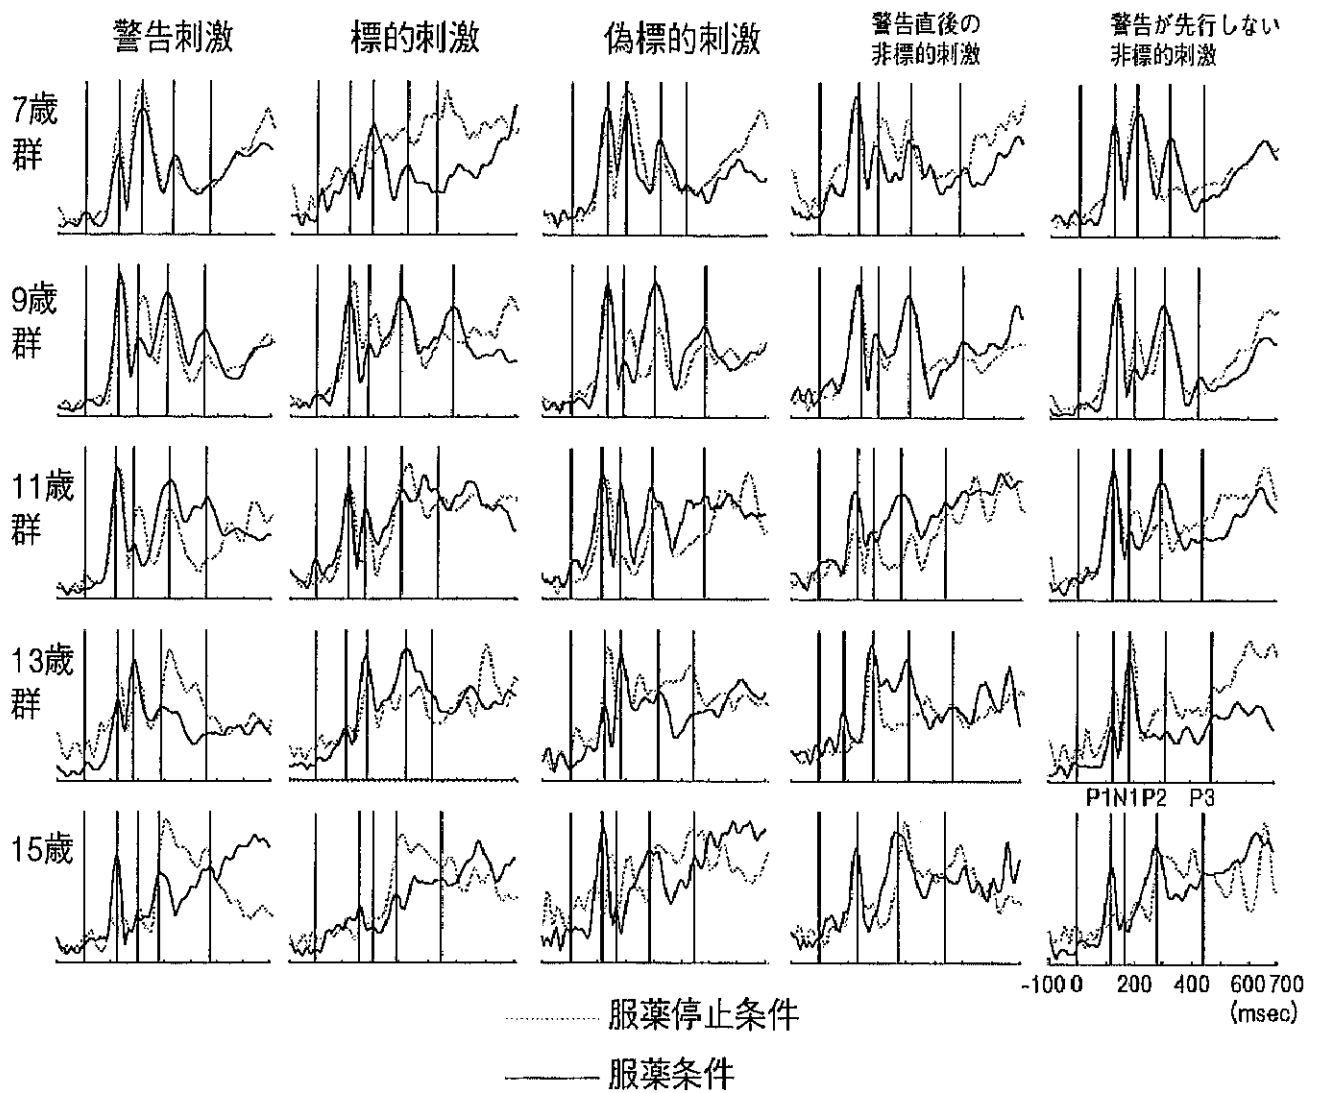 警告刺激
標的刺激
偽標的刺激
警告直後の
非標的刺激
警告が先行しない
非標的刺激
7歳
群
9歳
群
11歳
群
13歳
群
15歳
P1N1P2 P3
-100 0 200 400 600 700
(msec)
服薬停止条件
服薬条件